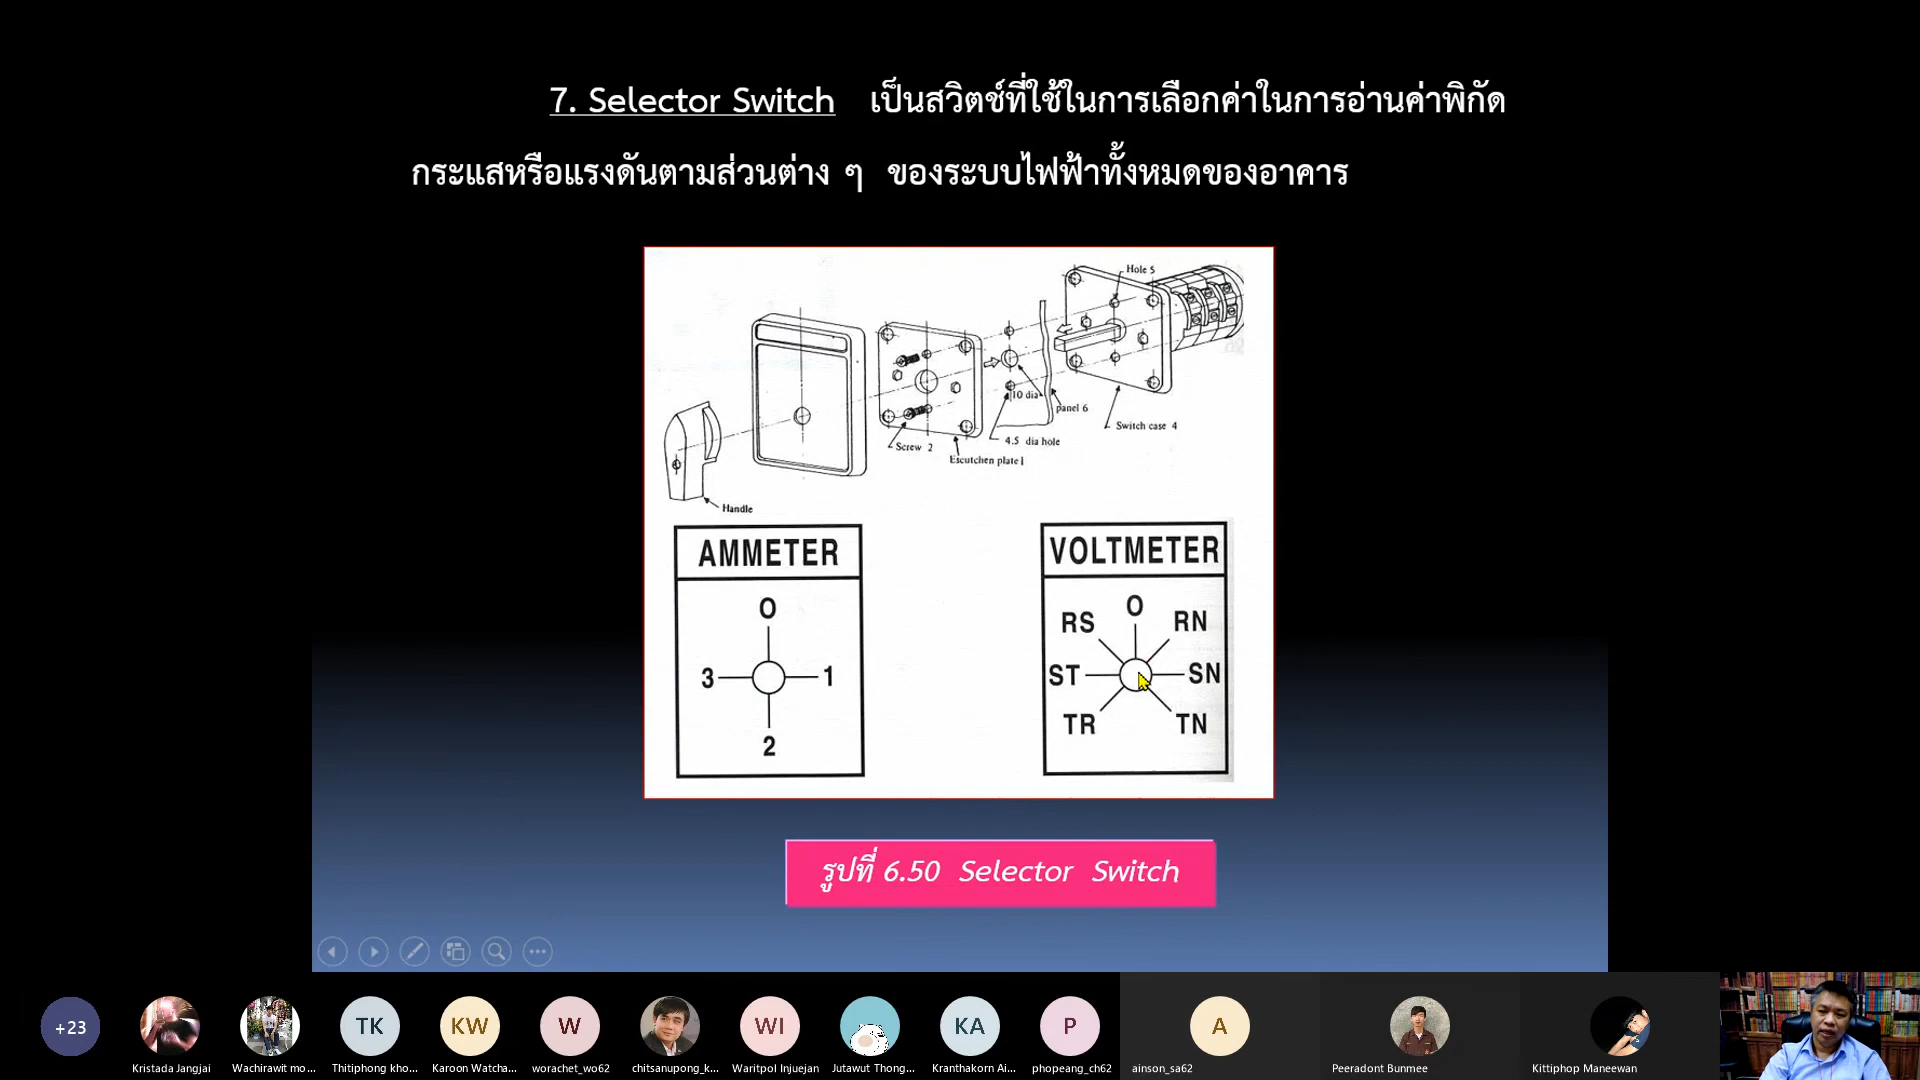 7. Selector Switch เป็นสวิตช์ที่ใช้ในการเลือกค่าในการอ่านค่าพิกัด
กระแสหรือแรงดันตามส่วนต่าง ๆ ของระบบไฟฟ้าทั้งหมดของอาคาร
Hole 5
10 dia
panel 6
Switch case 4
4.5 dia hole
Screw 2
Escutchen plate 1
Handle
AMMETER
O
3 1
2
VOLTMETER
O
RS RN
ST SN
TR TN
รูปที่ 6.50 Selector Switch
+23
TK
KW
W
WI
KA
P
A
Kristada Jangjai
Wachirawit mo...
Thitiphong kho...
Karoon Watcha...
worachet_wo62
chitsanupong_k...
Waritpol Injuejan
Jutawut Thong...
Kranthakorn Ai...
phopeang_ch62
ainson_sa62
Peeradont Bunmee
Kittiphop Maneewan